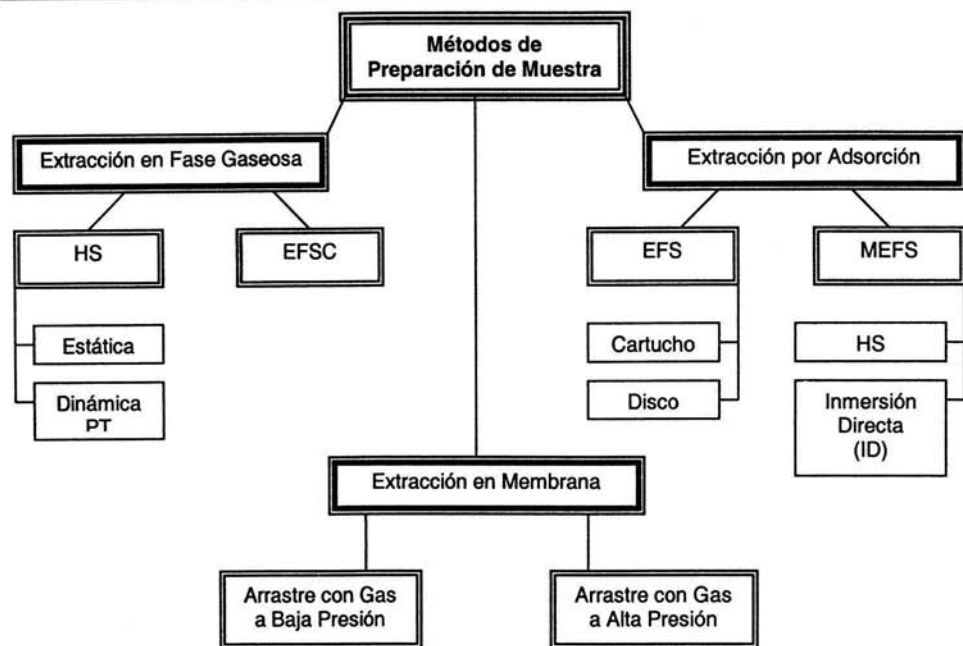 Métodos de
Preparación de Muestra
Extracción en Fase Gaseosa
Extracción por Adsorción
HS
EFSC
EFS
MEFS
Estática
Dinámica
PT
Cartucho
Disco
HS
Inmersión
Directa
(ID)
Extracción en Membrana
Arrastre con Gas
a Baja Presión
Arrastre con Gas
a Alta Presión